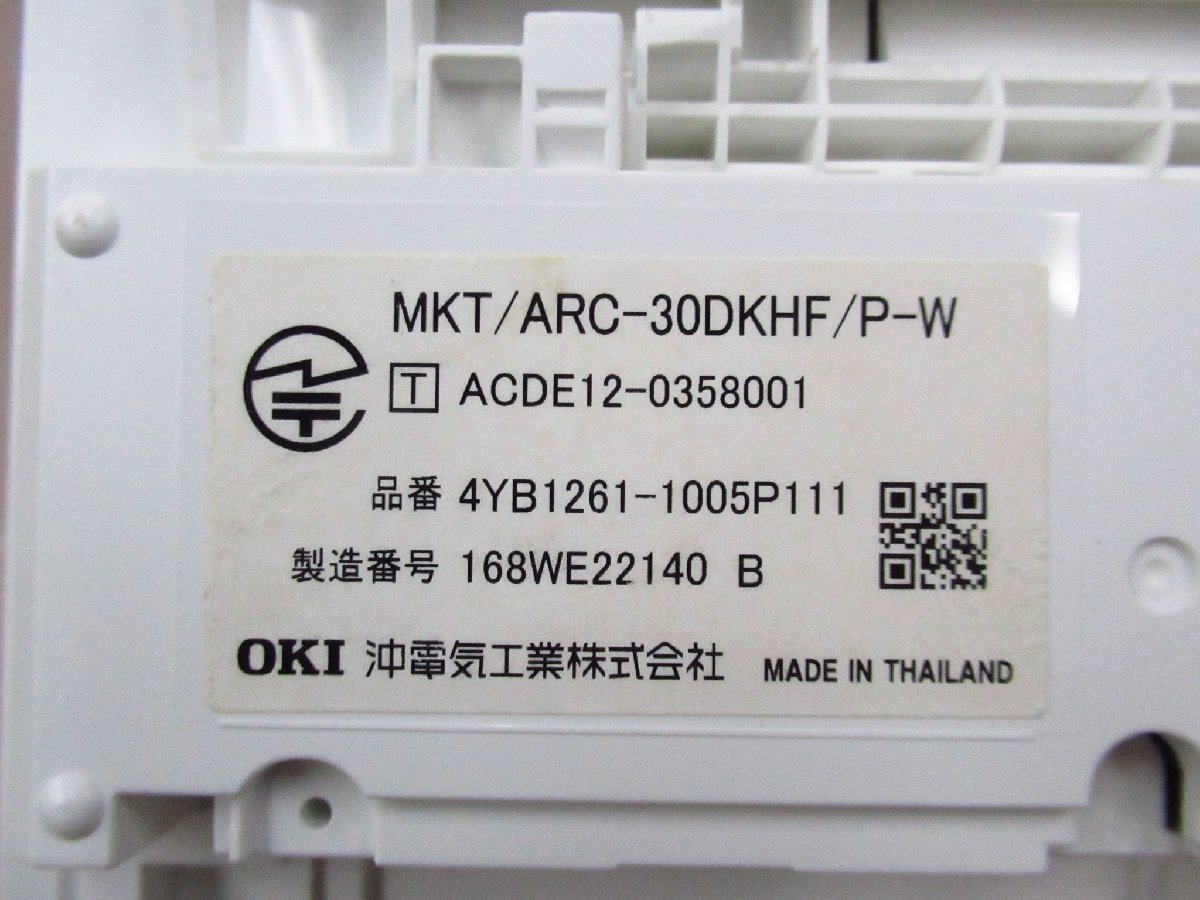 MKT/ARC-30DKHF/P-W
T ACDE12-0358001
品番 4YB1261-1005P111
製造番号 168WE22140 B
OKI 沖電気工業株式会社 MADE IN THAILAND